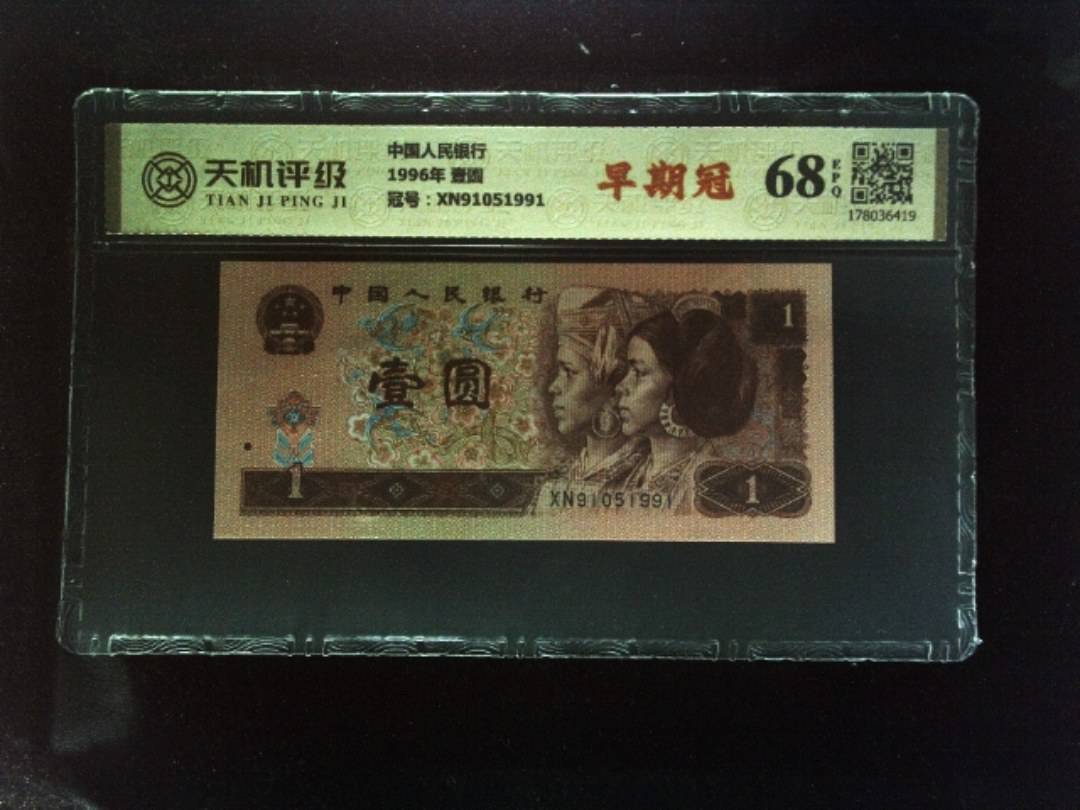 天机评级
TIAN JI PING JI
中国人民银行
1996年 壹圆
冠号：XN91051991
早期冠
68
EPQ
178036419
中国人民银行
1
壹圆
1
XN91051991
1